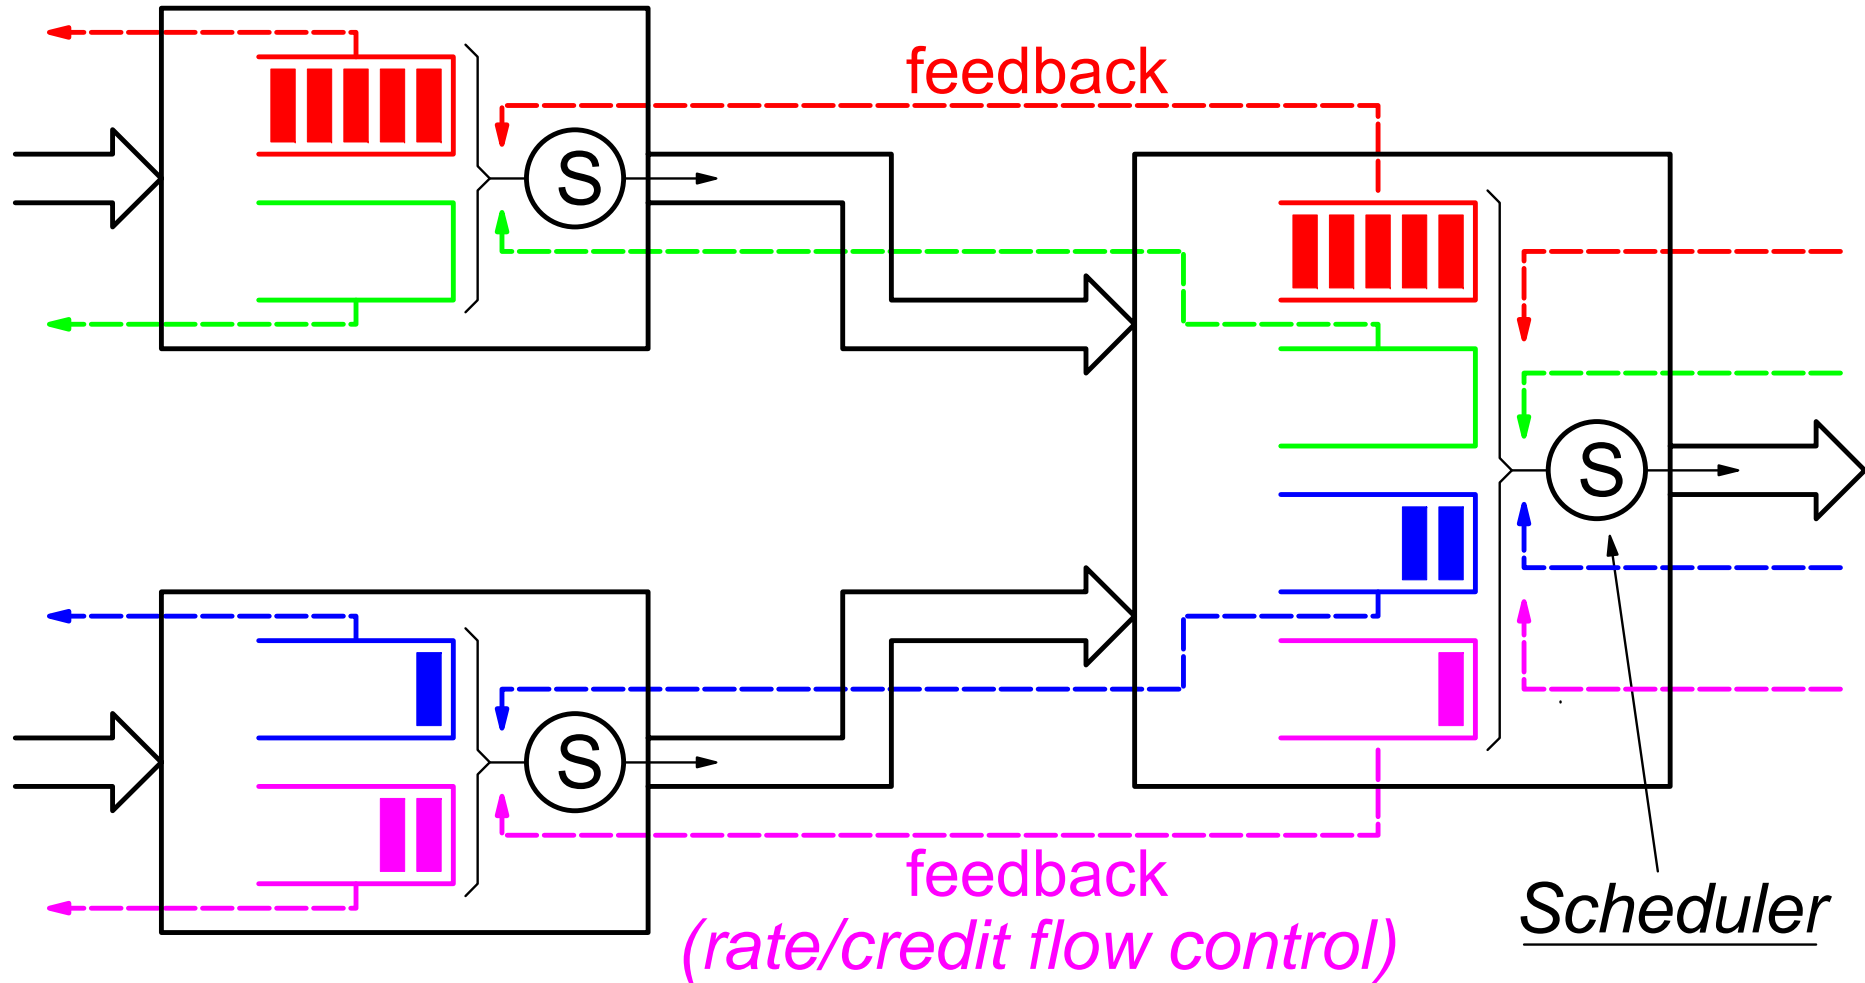 feedback
S
S
S
feedback
(rate/credit flow control)
Scheduler